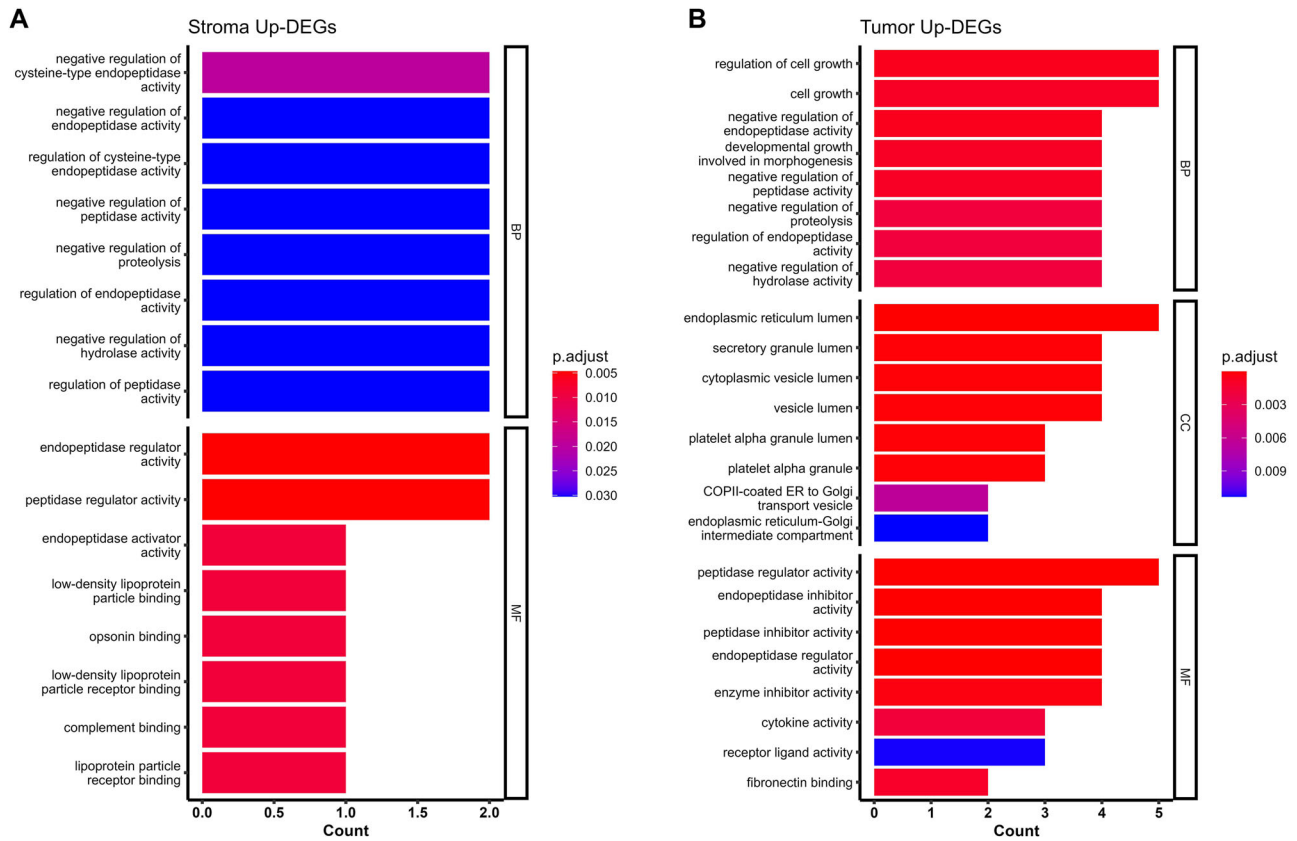 A
Stroma Up-DEGs
negative regulation of
cysteine-type endopeptidase
activity
negative regulation of
endopeptidase activity
regulation of cysteine-type
endopeptidase activity
negative regulation of
peptidase activity
negative regulation of
proteolysis
regulation of endopeptidase
activity
negative regulation of
hydrolase activity
regulation of peptidase
activity
BP
endopeptidase regulator
activity
peptidase regulator activity
endopeptidase activator
activity
low-density lipoprotein
particle binding
opsonin binding
low-density lipoprotein
particle receptor binding
complement binding
lipoprotein particle
receptor binding
MF
0.0 0.5 1.0 1.5 2.0
Count
p.adjust
0.005
0.010
0.015
0.020
0.025
0.030
B
Tumor Up-DEGs
regulation of cell growth
cell growth
negative regulation of
endopeptidase activity
developmental growth
involved in morphogenesis
negative regulation of
peptidase activity
negative regulation of
proteolysis
regulation of endopeptidase
activity
negative regulation of
hydrolase activity
BP
endoplasmic reticulum lumen
secretory granule lumen
cytoplasmic vesicle lumen
vesicle lumen
platelet alpha granule lumen
platelet alpha granule
COPII-coated ER to Golgi
transport vesicle
endoplasmic reticulum-Golgi
intermediate compartment
CC
peptidase regulator activity
endopeptidase inhibitor
activity
peptidase inhibitor activity
endopeptidase regulator
activity
enzyme inhibitor activity
cytokine activity
receptor ligand activity
fibronectin binding
MF
0 1 2 3 4 5
Count
p.adjust
0.003
0.006
0.009